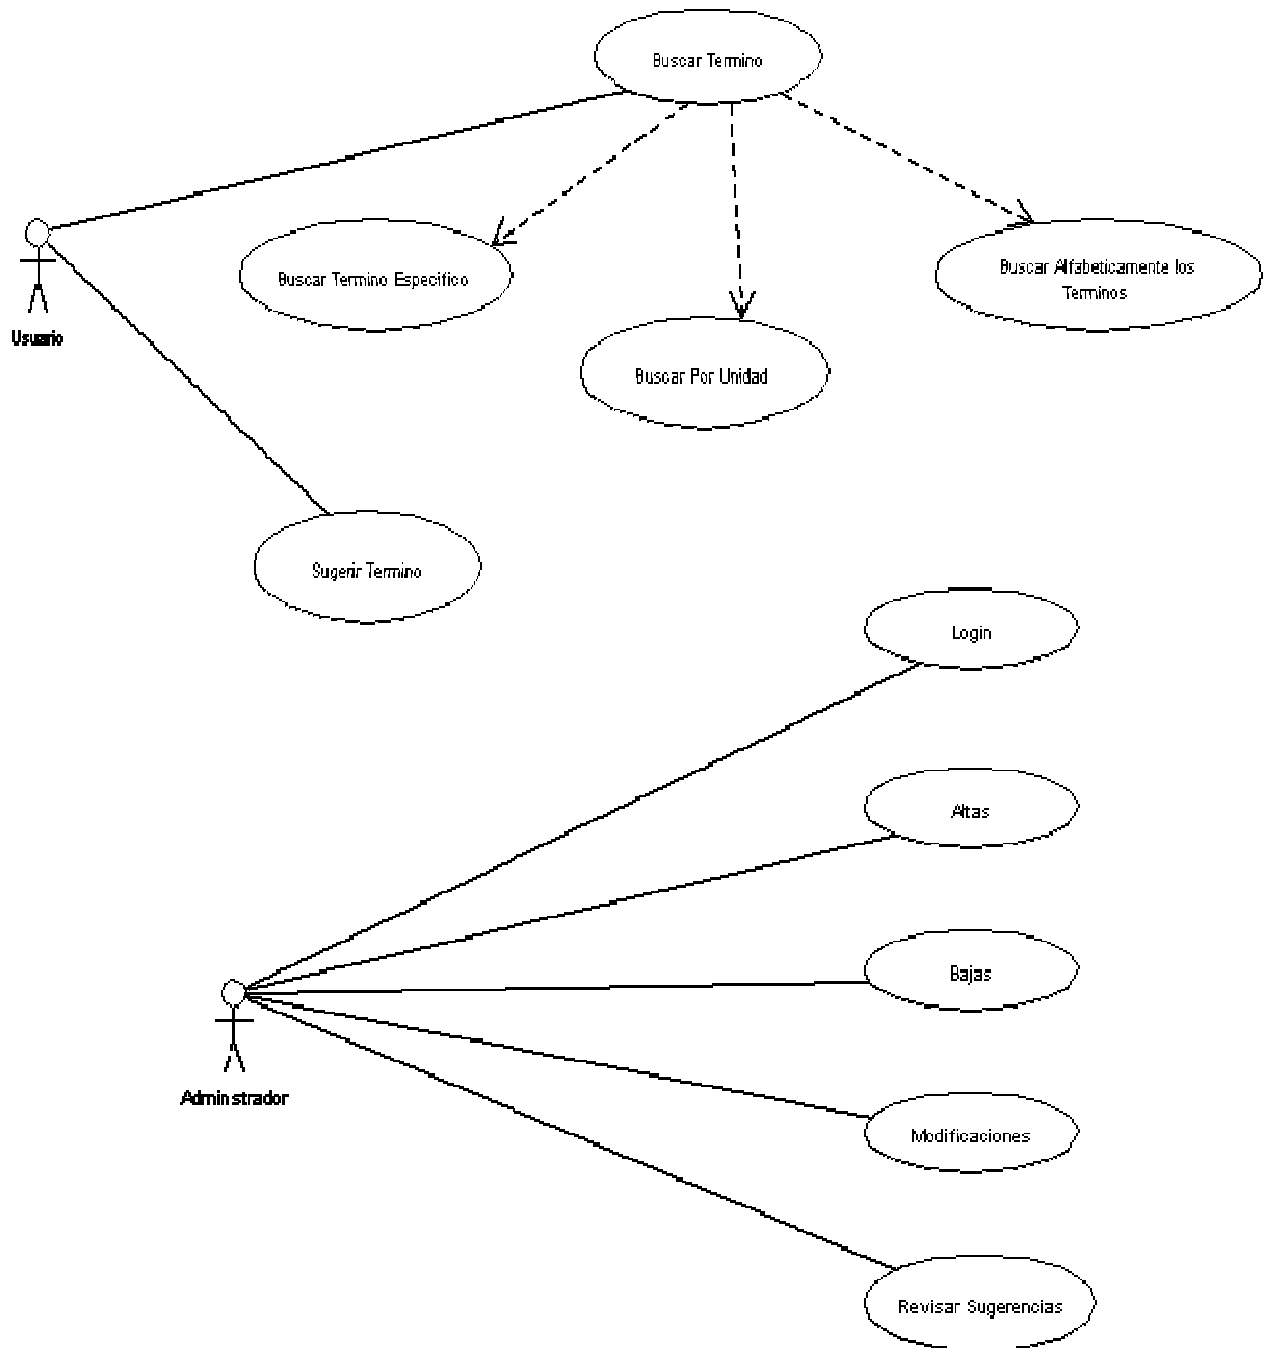 Buscar Termino
Buscar Termino Especifico
Buscar Alfabeticamente los
Terminos
Usuario
Buscar Por Unidad
Sugerir Termino
Login
Altas
Bajas
Adminstrador
Modificaciones
Revisar Sugerencias